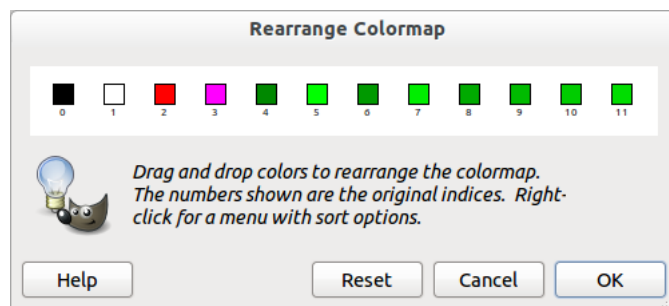 Rearrange Colormap
0 1 2 3 4 5 6 7 8 9 10 11
Drag and drop colors to rearrange the colormap.
The numbers shown are the original indices.  Right-
click for a menu with sort options.
Help Reset Cancel OK